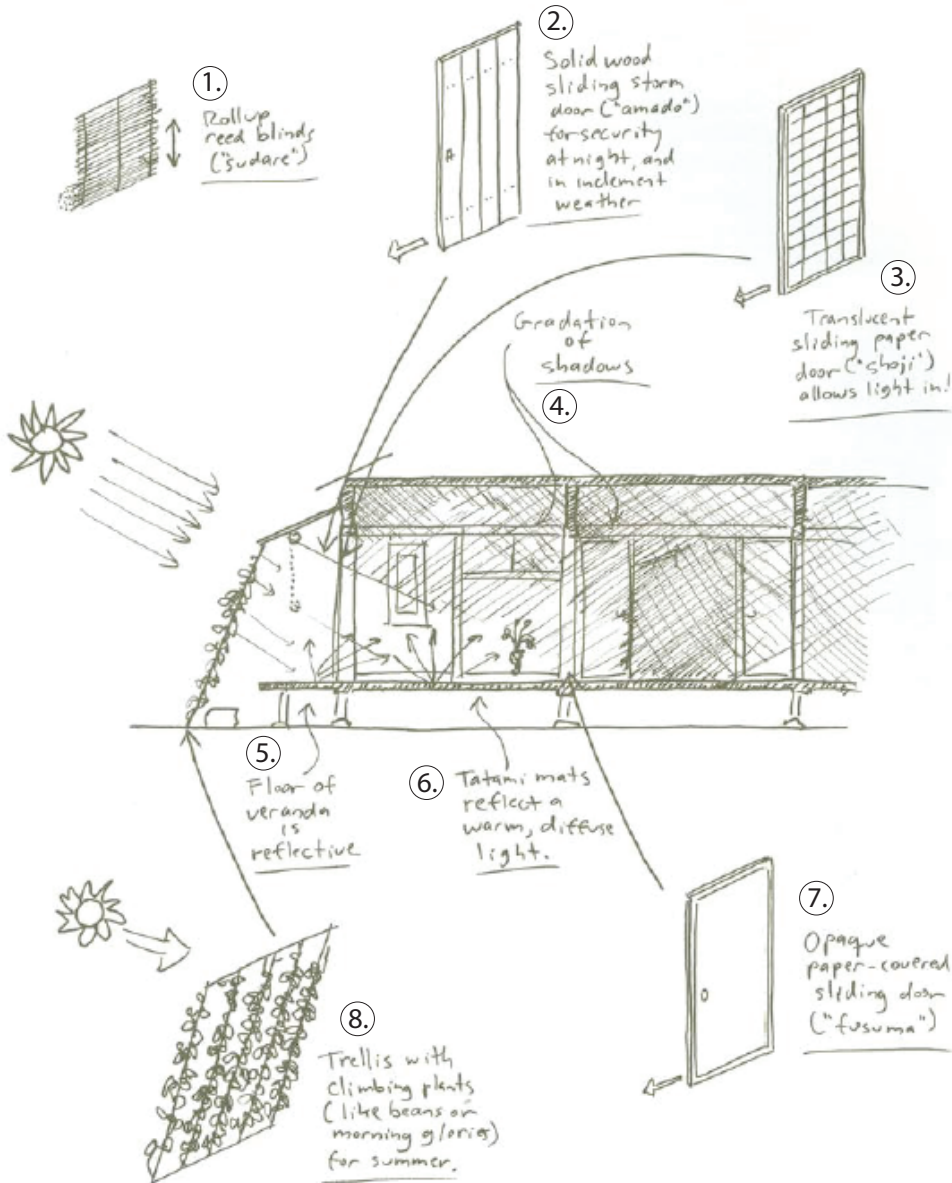 1.
Rollup
reed blinds
("sudare")
2.
Solid wood
sliding storm
door ("amado")
for security
at night, and
in inclement
weather
3.
Translucent
sliding paper
door ("shoji")
allows light in!
Gradation
of
shadows
4.
5.
Floor of
veranda
is
reflective
6.
Tatami mats
reflect a
warm, diffuse
light.
7.
Opaque
paper-covered
sliding door
("fusuma")
8.
Trellis with
climbing plants
(like beans or
morning glories)
for summer.